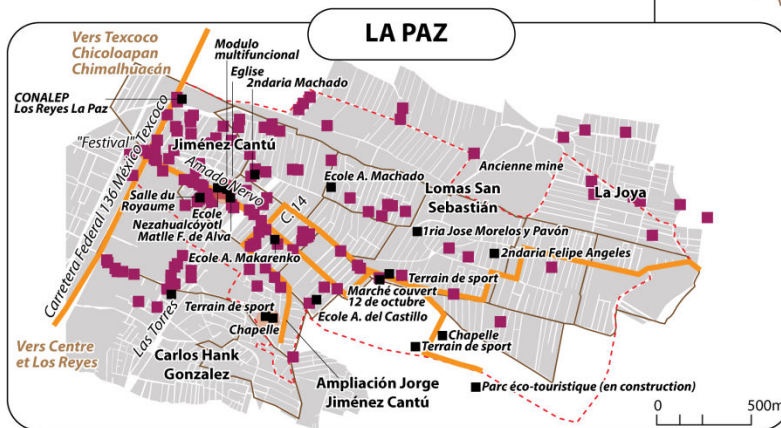 LA PAZ
Vers Texcoco
Chicoloapan
Chimalhuacán
Modulo
multifuncional
Eglise
2ndaria Machado
CONALEP
Los Reyes La Paz
"Festival"
Jiménez Cantú
Carretera Federal 136 México Texcoco
Amado Nervo
Ecole A. Machado
Ancienne mine
Lomas San
Sebastián
La Joya
Salle du
Royaume
Ecole
Nezahualcóyotl
Matlle F. de Alva
C. 14
1ria Jose Morelos y Pavón
2ndaria Felipe Angeles
Ecole A. Makarenko
Terrain de sport
Marché couvert
12 de octubre
Ecole A. del Castillo
Terrain de sport
Chapelle
Las Torres
Chapelle
Terrain de sport
Vers Centre
et Los Reyes
Carlos Hank
Gonzalez
Ampliación Jorge
Jiménez Cantú
Parc éco-touristique (en construction)
0 500m